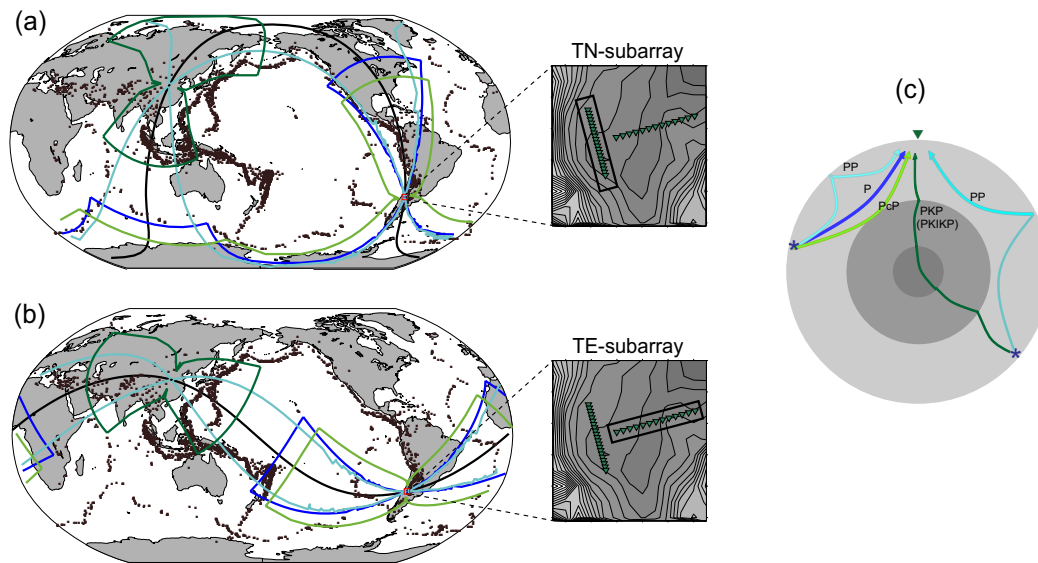 (a)
TN-subarray
(b)
TE-subarray
(c)
PP
P
PcP
PKP
(PKIKP)
PP
*
*